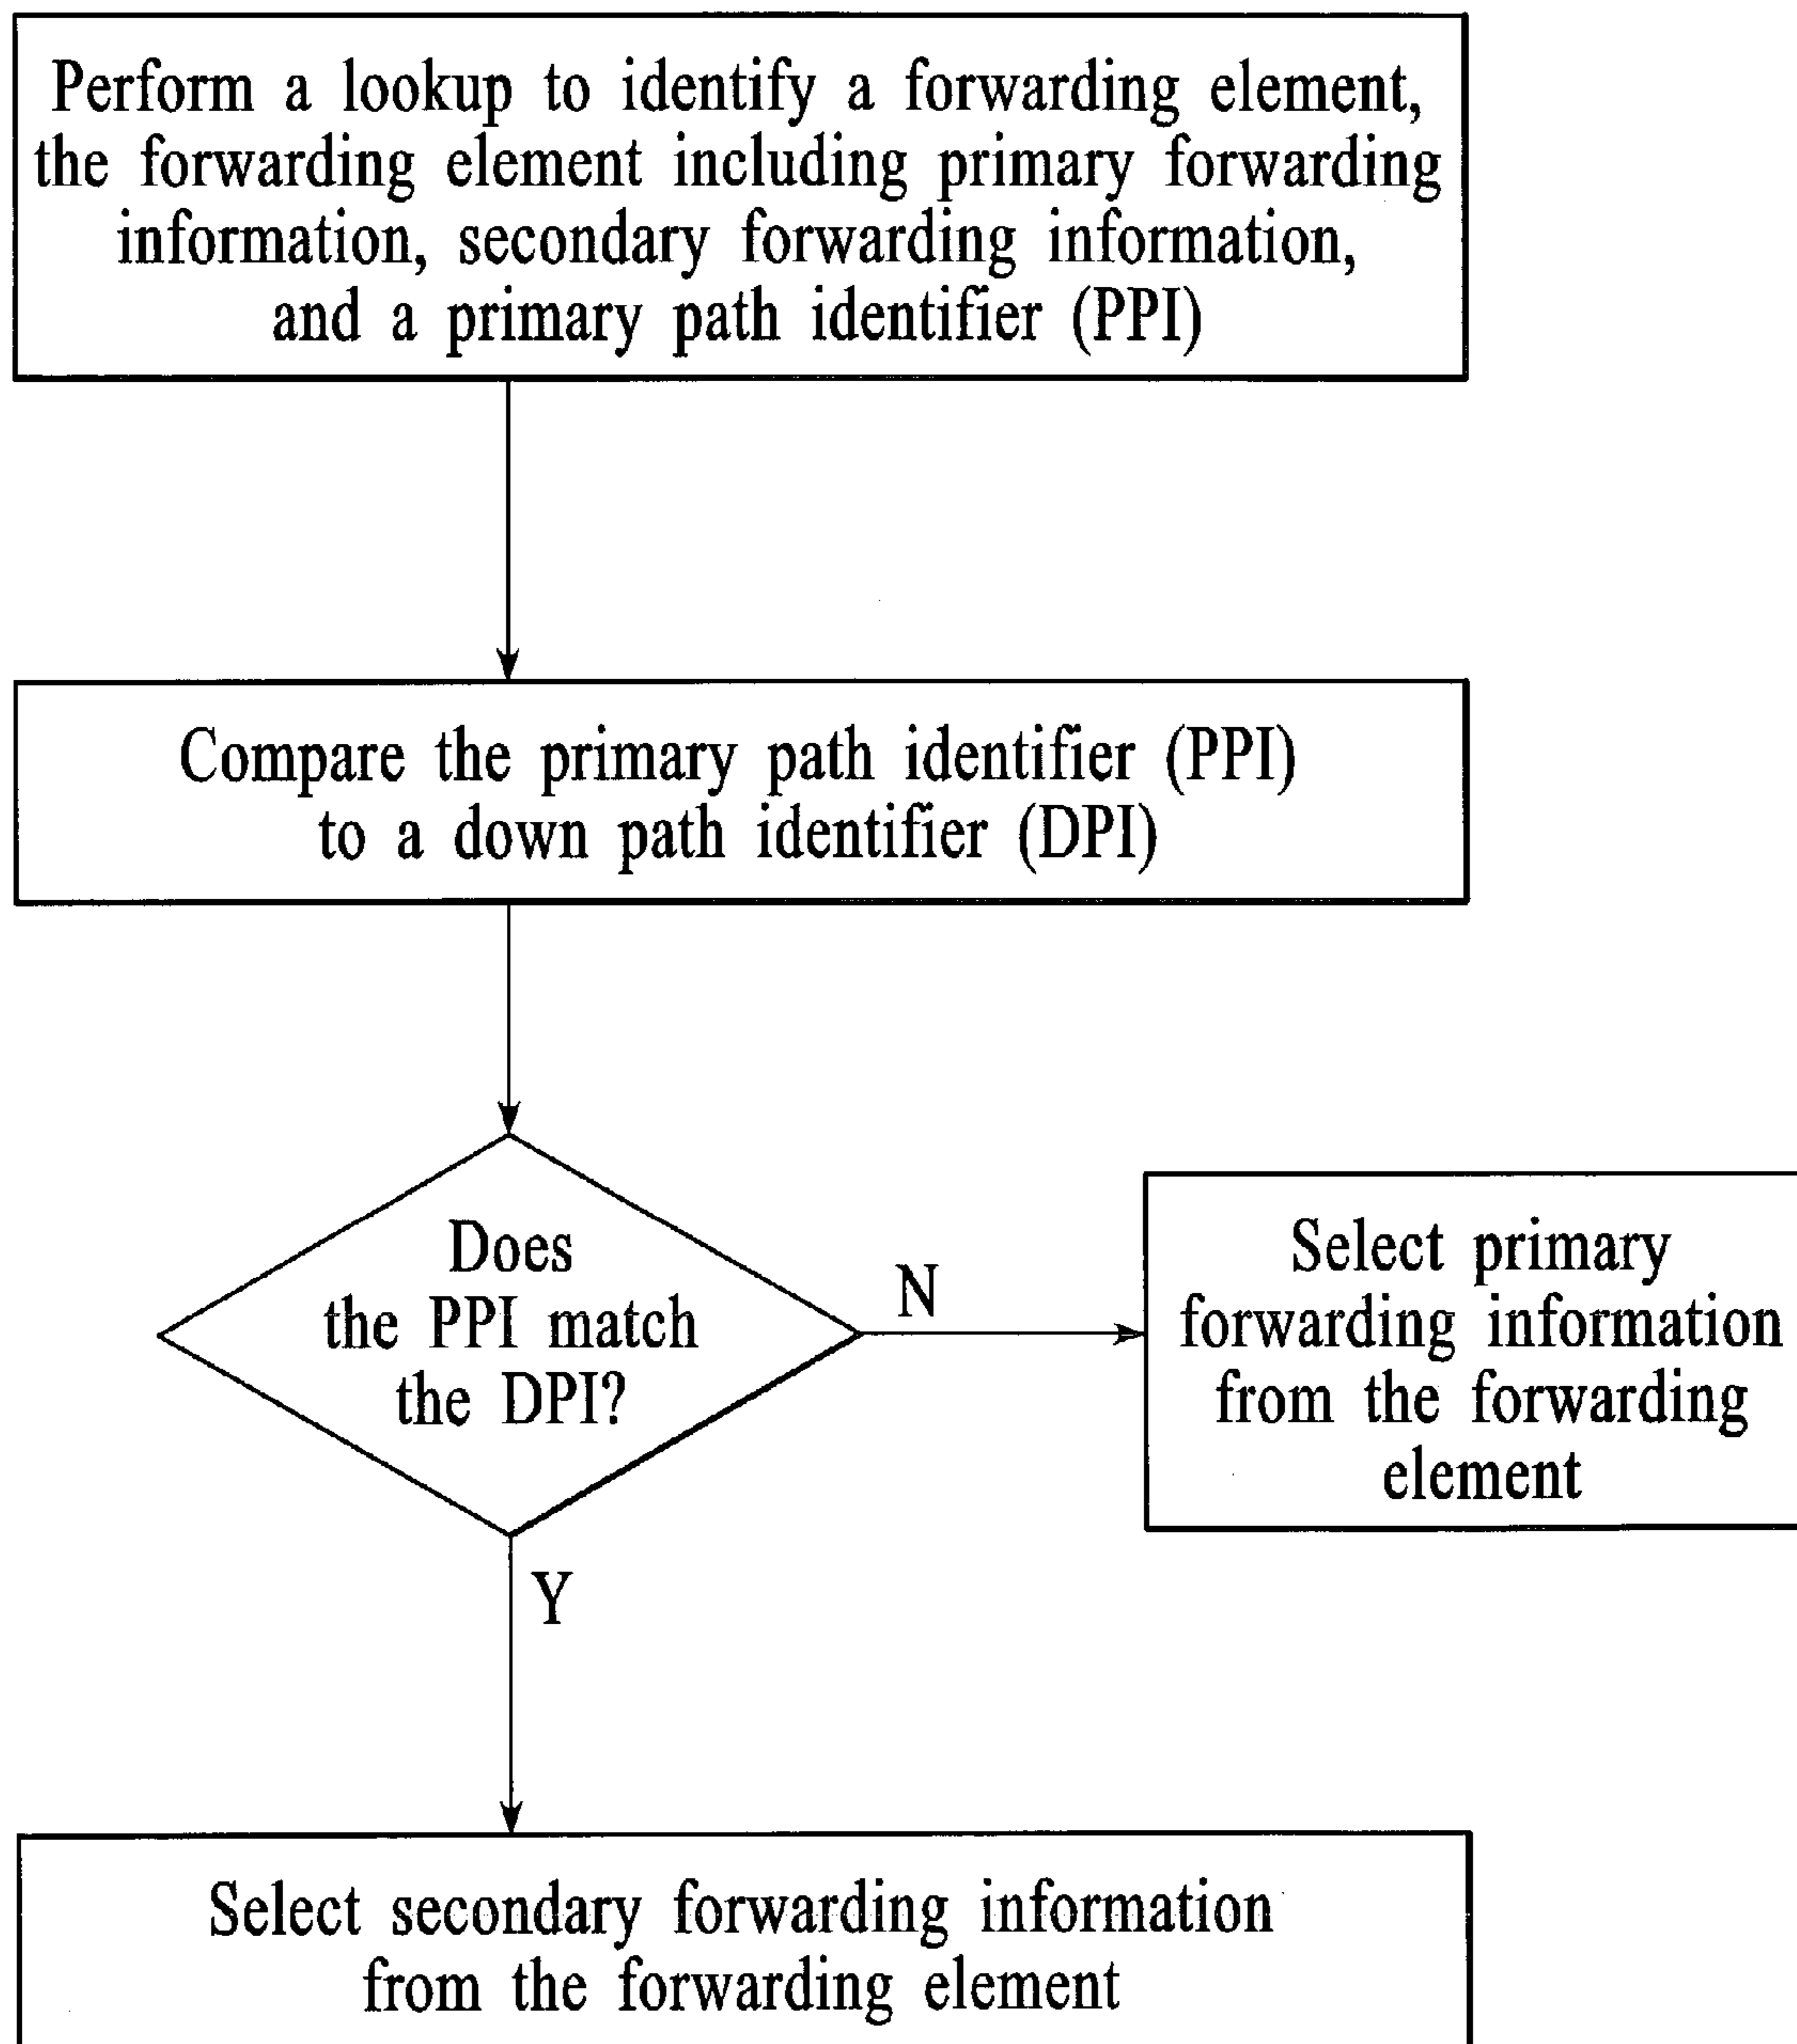 Perform a lookup to identify a forwarding element,
the forwarding element including primary forwarding
information, secondary forwarding information,
and a primary path identifier (PPI)
Compare the primary path identifier (PPI)
to a down path identifier (DPI)
Does
the PPI match
the DPI?
N
Select primary
forwarding information
from the forwarding
element
Y
Select secondary forwarding information
from the forwarding element